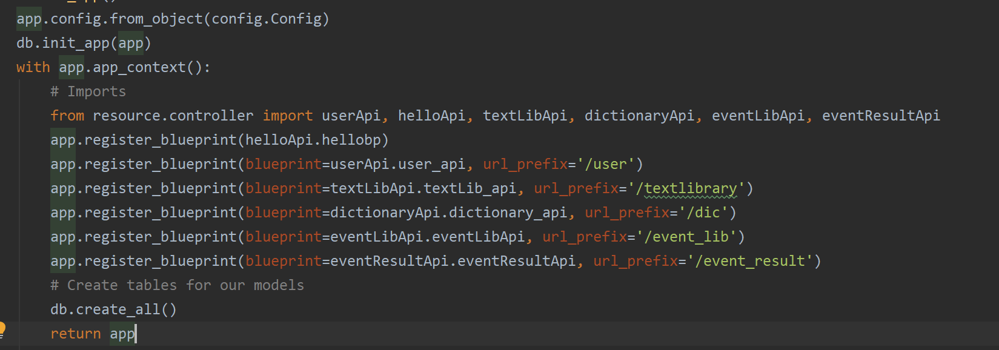 app.config.from_object(config.Config)
db.init_app(app)
with app.app_context():
# Imports
from resource.controller import userApi, helloApi, textLibApi, dictionaryApi, eventLibApi, eventResultApi
app.register_blueprint(helloApi.hellobp)
app.register_blueprint(blueprint=userApi.user_api, url_prefix='/user')
app.register_blueprint(blueprint=textLibApi.textLib_api, url_prefix='/textlibrary')
app.register_blueprint(blueprint=dictionaryApi.dictionary_api, url_prefix='/dic')
app.register_blueprint(blueprint=eventLibApi.eventLibApi, url_prefix='/event_lib')
app.register_blueprint(blueprint=eventResultApi.eventResultApi, url_prefix='/event_result')
# Create tables for our models
db.create_all()
return app